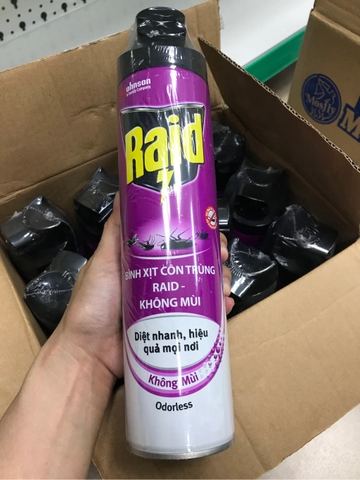 Johnson
Raid
BÌNH XỊT CÔN TRÙNG
RAID -
KHÔNG MÙI
Diệt nhanh, hiệu
quả mọi nơi
Không Mùi
Odorless